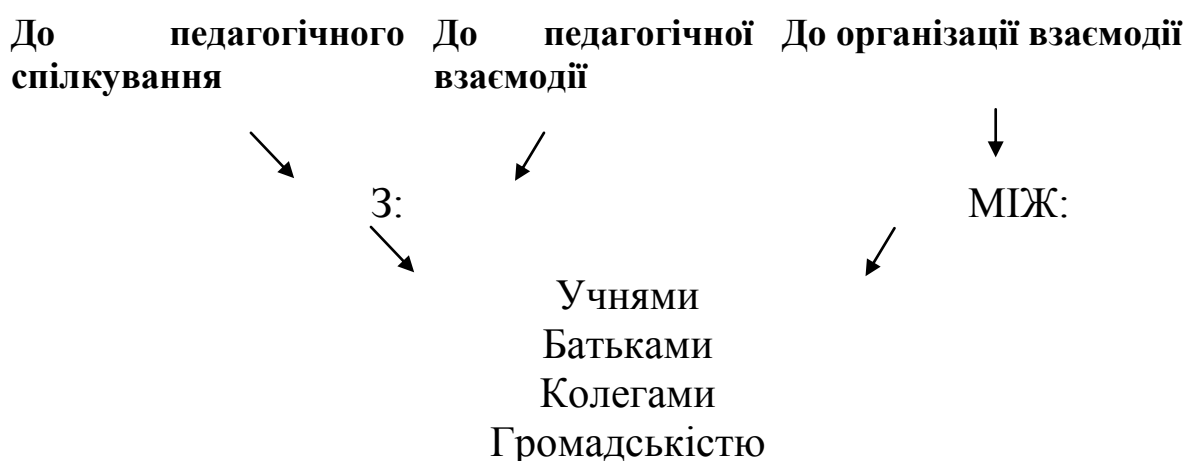 До педагогічного спілкування
До педагогічної взаємодії
До організації взаємодії
З:
МІЖ:
Учнями
Батьками
Колегами
Громадськістю